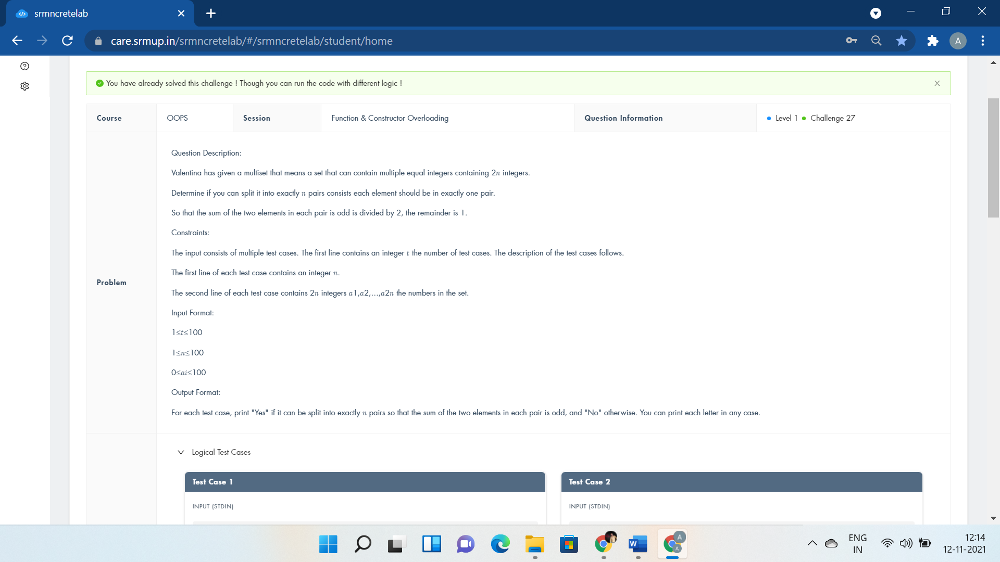 srmncretelab
care.srmup.in/srmncretelab/#/srmncretelab/student/home
A
You have already solved this challenge ! Though you can run the code with different logic !
Course
OOPS
Session
Function & Constructor Overloading
Question Information
Level 1
Challenge 27
Problem
Question Description:
Valentina has given a multiset that means a set that can contain multiple equal integers containing 2n integers.
Determine if you can split it into exactly n pairs consists each element should be in exactly one pair.
So that the sum of the two elements in each pair is odd is divided by 2, the remainder is 1.
Constraints:
The input consists of multiple test cases. The first line contains an integer t the number of test cases. The description of the test cases follows.
The first line of each test case contains an integer n.
The second line of each test case contains 2n integers a1,a2,...,a2n the numbers in the set.
Input Format:
1≤t≤100
1≤n≤100
0≤ai≤100
Output Format:
For each test case, print "Yes" if it can be split into exactly n pairs so that the sum of the two elements in each pair is odd, and "No" otherwise. You can print each letter in any case.
Logical Test Cases
Test Case 1
INPUT (STDIN)
Test Case 2
INPUT (STDIN)
W
A
A
ENG
IN
12:14
12-11-2021